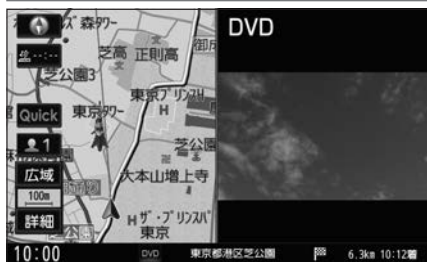 ズ 森タワー
DVD
--:--
芝高
正則高
御成
芝公園3
東京プリンスH
H
Quick
東京タワー
1
芝公園
広域
大本山増上寺
100m
詳細
H ザ・プリンスパ
東京
10:00
DVD
東京都港区芝公園
6.3km 10:12着